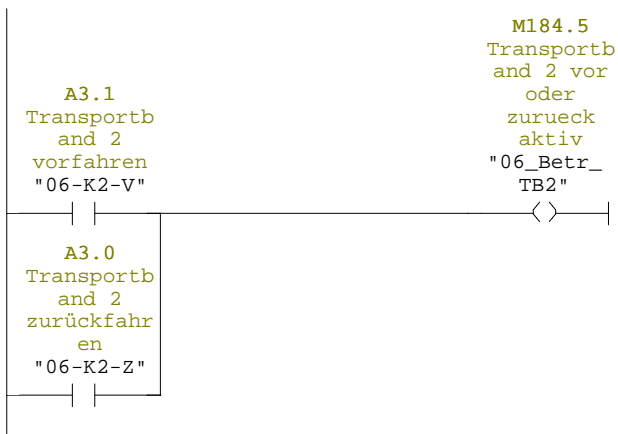 M184.5
Transportb
and 2 vor
oder
zurueck
aktiv
"06_Betr_
TB2"
A3.1
Transportb
and 2
vorfahren
"06-K2-V"
A3.0
Transportb
and 2
zurückfahr
en
"06-K2-Z"